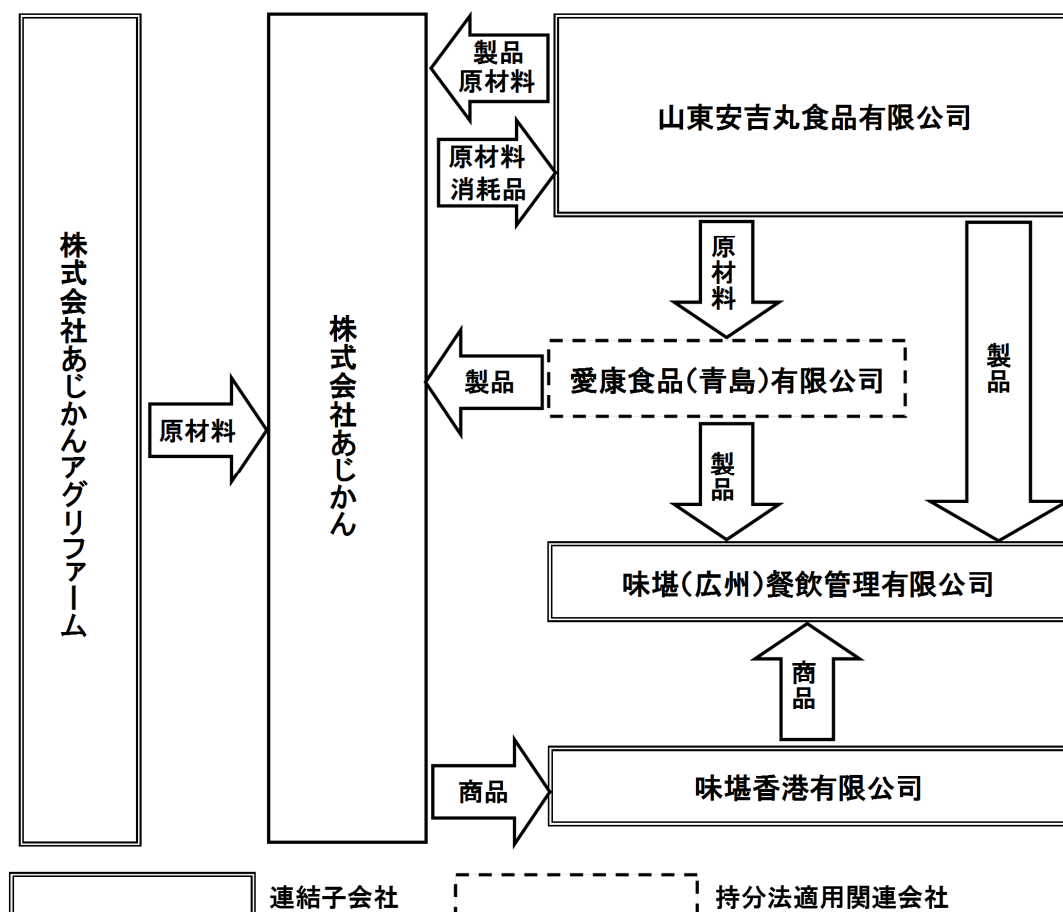 株式会社あじかんアグリファーム
原材料
株式会社あじかん
製品
原材料
原材料
消耗品
山東安吉丸食品有限公司
原材料
製品
製品
愛康食品(青島)有限公司
製品
味堪(広州)餐飲管理有限公司
商品
商品
味堪香港有限公司
連結子会社
持分法適用関連会社